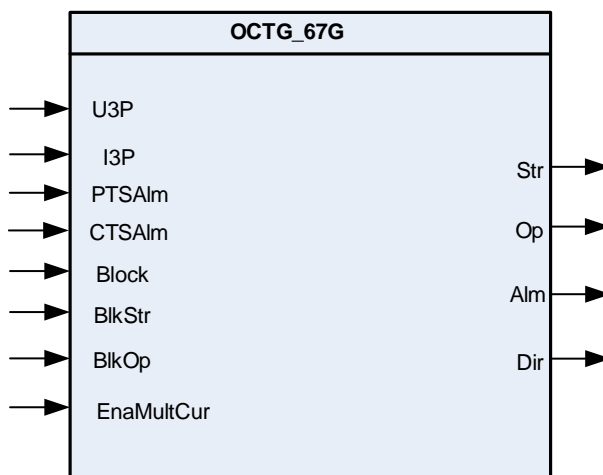 OCTG_67G
U3P
I3P
PTSAlm
CTSAlm
Block
BlkStr
BlkOp
EnaMultCur
Str
Op
Alm
Dir